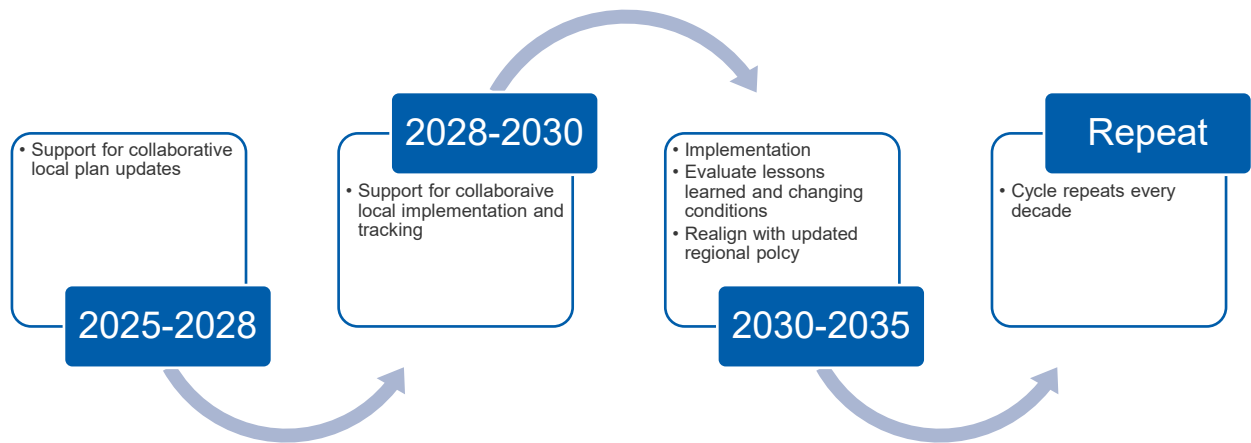 • Support for collaborative
local plan updates
2025-2028
2028-2030
• Support for collaboraive
local implementation and
tracking
• Implementation
• Evaluate lessons
learned and changing
conditions
• Realign with updated
regional polcy
2030-2035
Repeat
• Cycle repeats every
decade